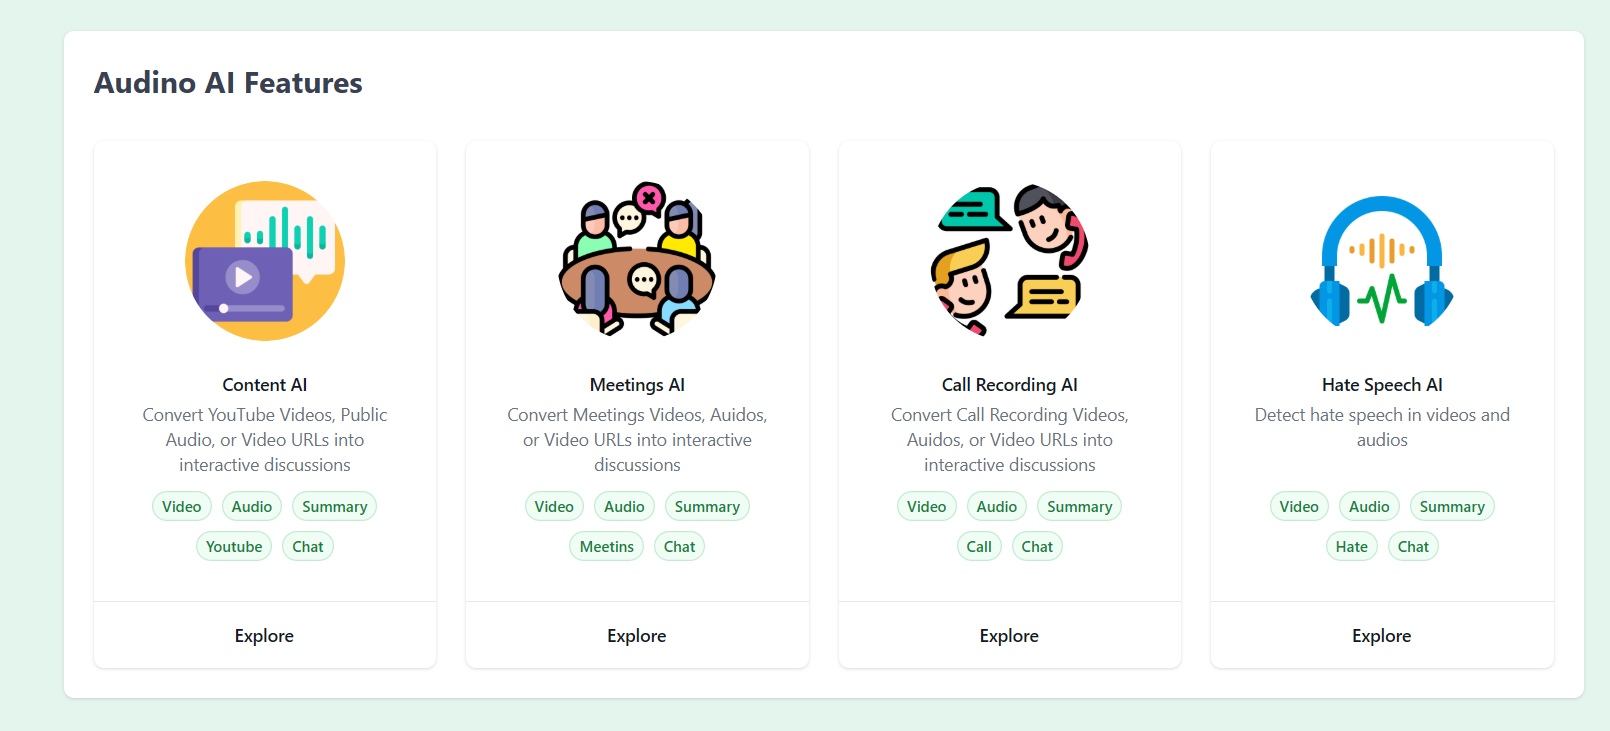 Audino AI Features
Content AI
Convert YouTube Videos, Public
Audio, or Video URLs into
interactive discussions
Video Audio Summary
Youtube Chat
Explore
Meetings AI
Convert Meetings Videos, Auidos,
or Video URLs into interactive
discussions
Video Audio Summary
Meetins Chat
Explore
Call Recording AI
Convert Call Recording Videos,
Auidos, or Video URLs into
interactive discussions
Video Audio Summary
Call Chat
Explore
Hate Speech AI
Detect hate speech in videos and
audios
Video Audio Summary
Hate Chat
Explore